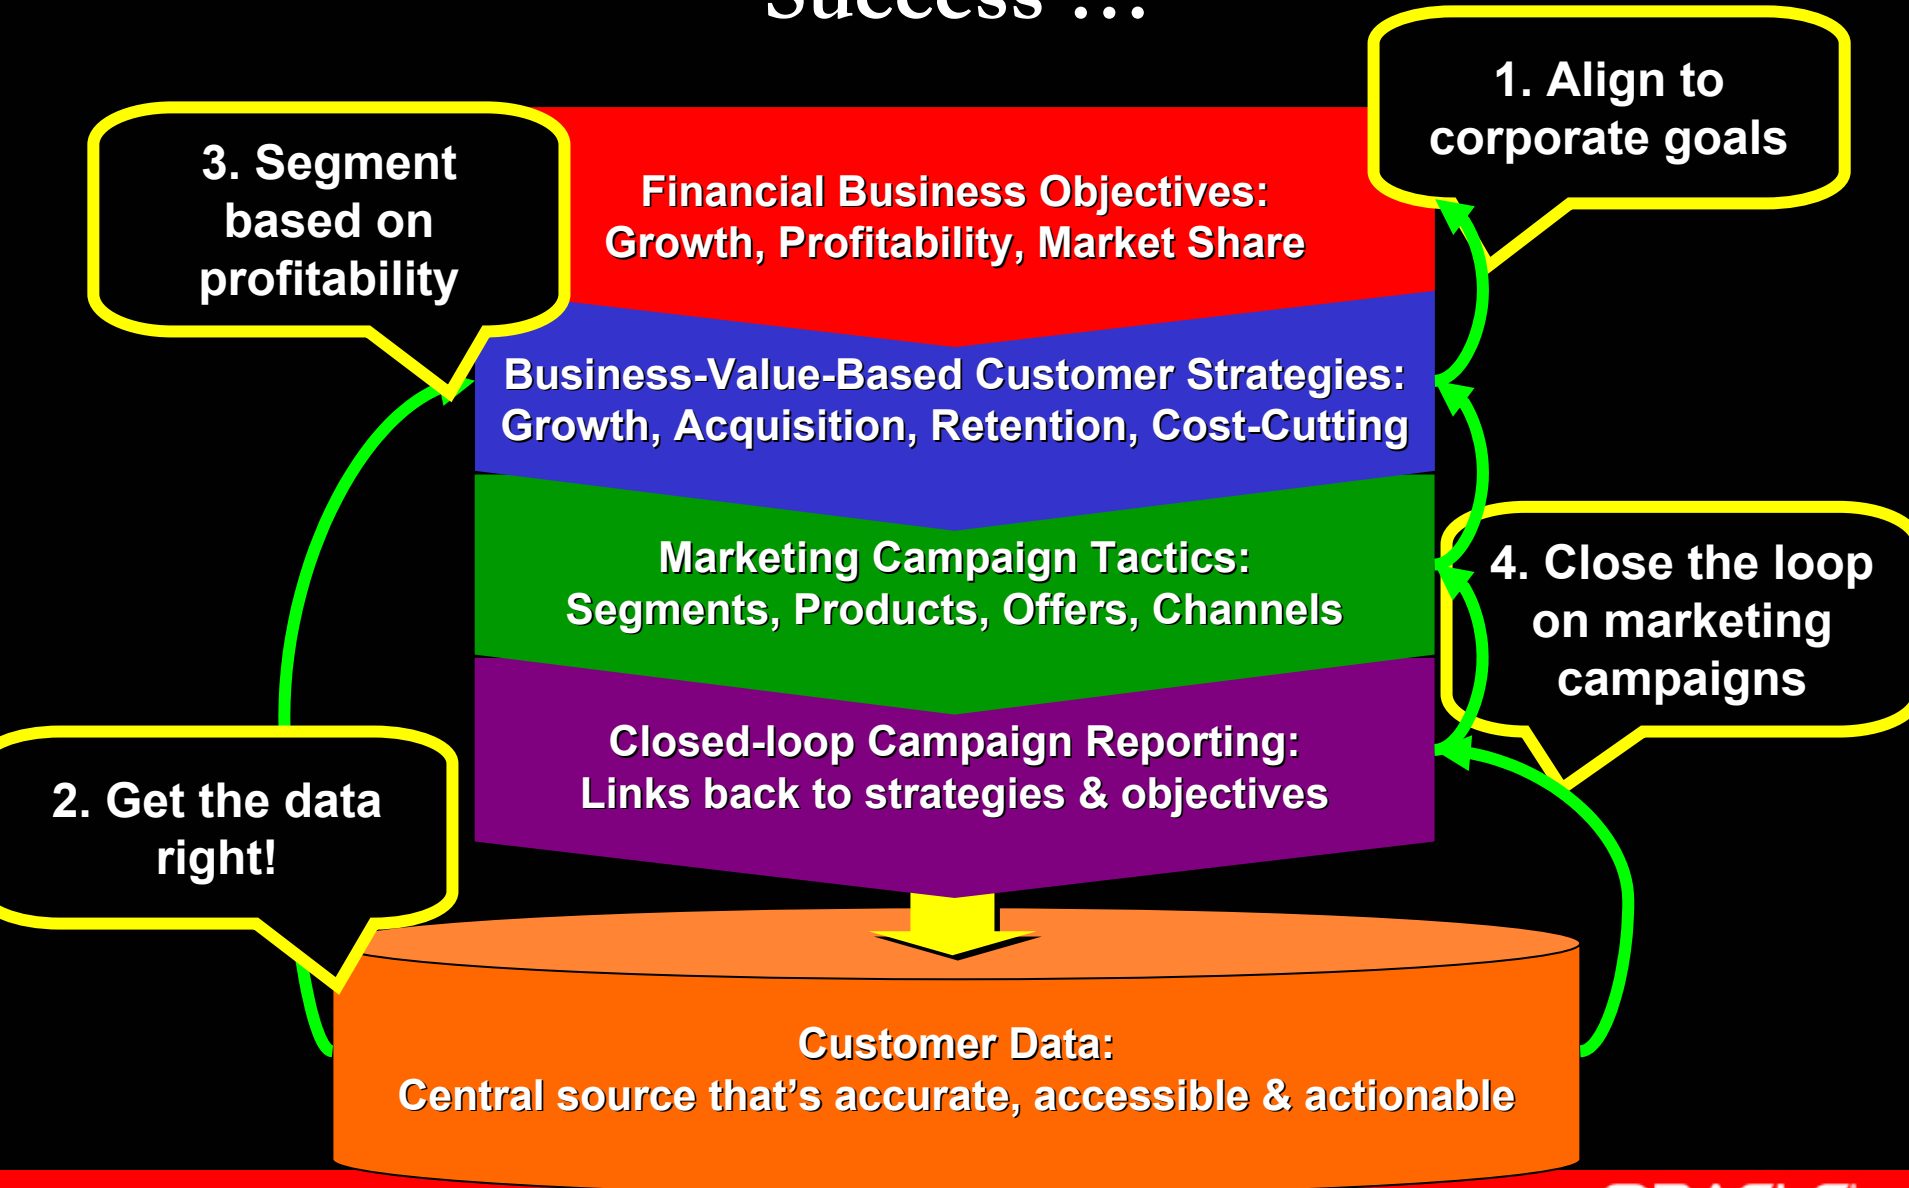 Success ...
1. Align to
corporate goals
3. Segment
based on
profitability
Financial Business Objectives:
Growth, Profitability, Market Share
Business-Value-Based Customer Strategies:
Growth, Acquisition, Retention, Cost-Cutting
Marketing Campaign Tactics:
Segments, Products, Offers, Channels
4. Close the loop
on marketing
campaigns
Closed-loop Campaign Reporting:
Links back to strategies & objectives
2. Get the data
right!
Customer Data:
Central source that’s accurate, accessible & actionable